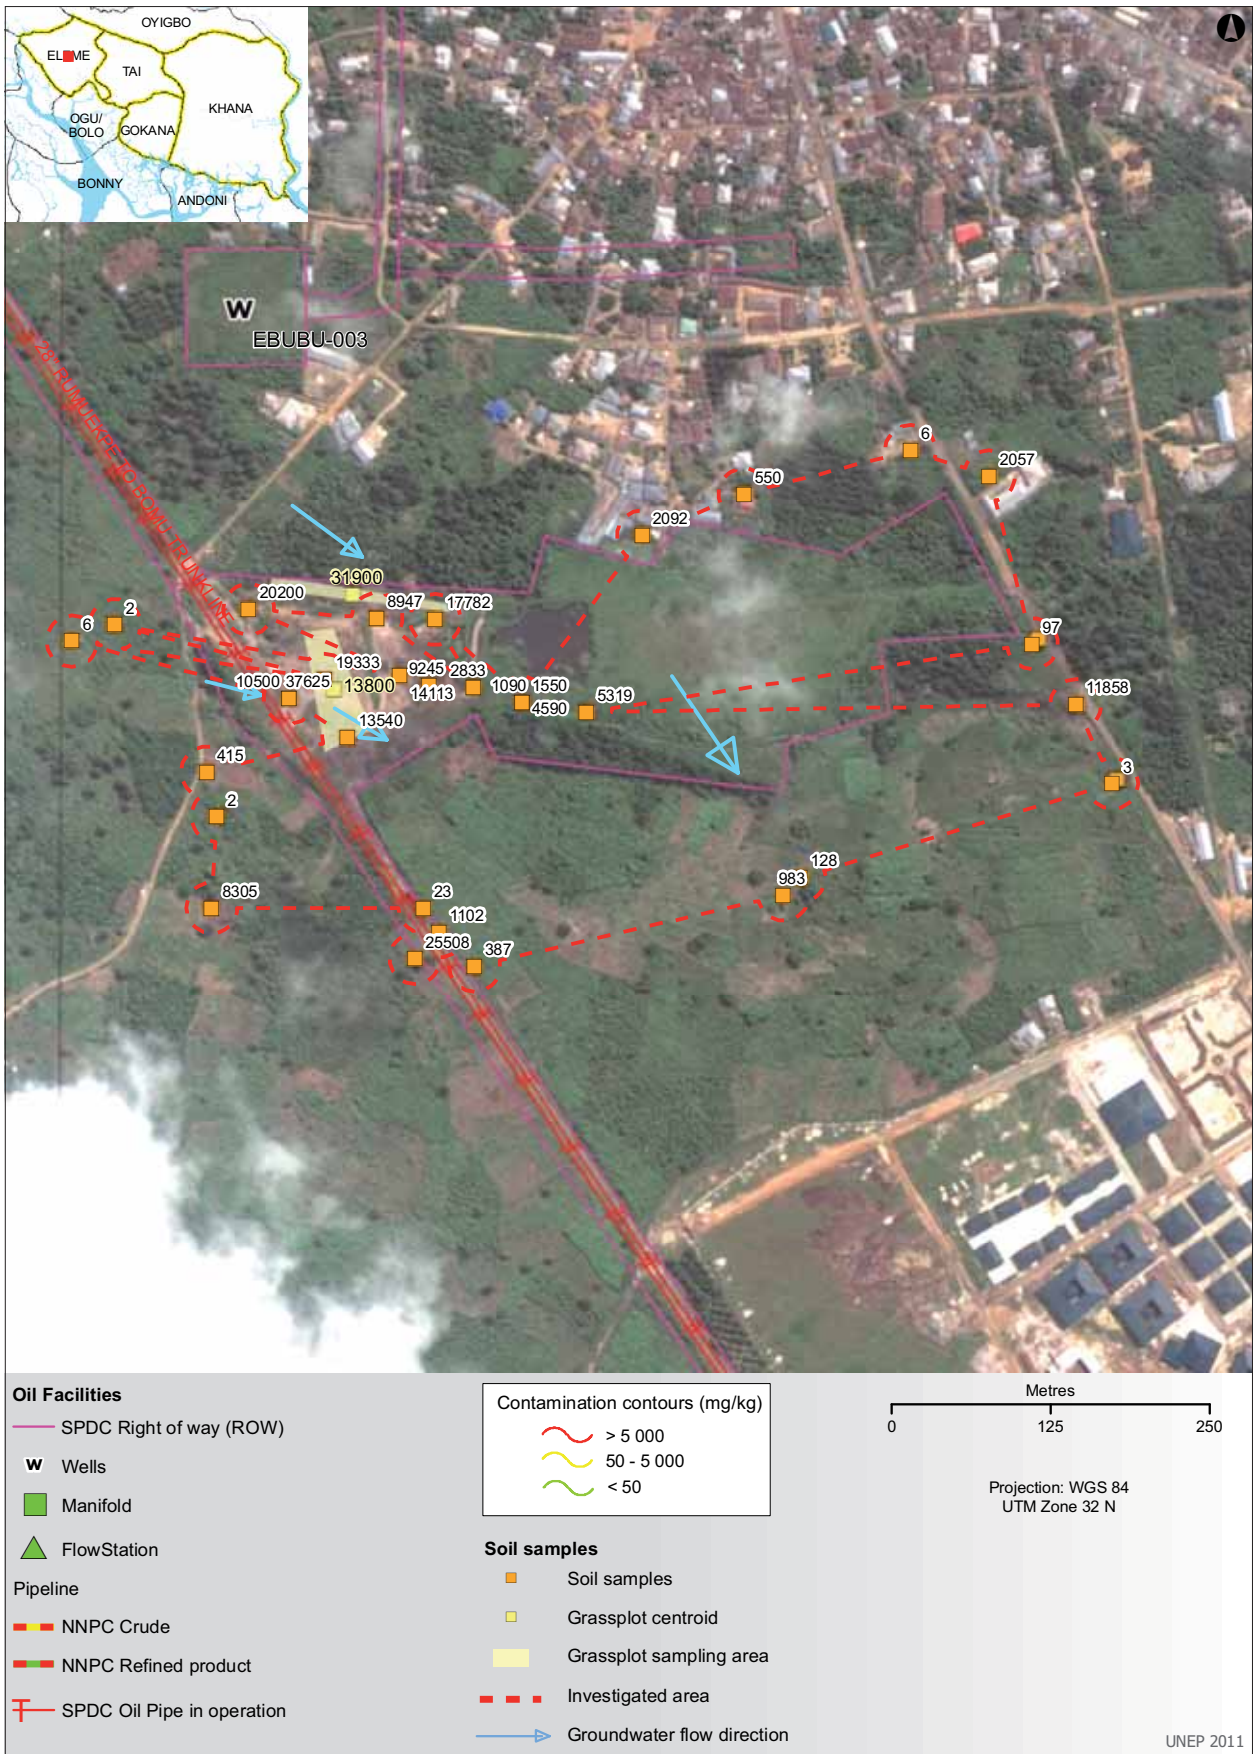 OYIGBO
ELEME
TAI
KHANA
OGU/
BOLO
GOKANA
BONNY
ANDONI
W
EBUBU-003
28" RUMUEKPE TO BOMU TRUNKLINE
6
2057
550
2092
31900
20200
8947
17782
2
6
97
19333
9245
2833
10500
37625
13800
14113
1090
1550
5319
4590
11858
13540
415
3
2
128
983
8305
23
1102
25508
387
Oil Facilities
SPDC Right of way (ROW)
W Wells
Manifold
FlowStation
Pipeline
NNPC Crude
NNPC Refined product
SPDC Oil Pipe in operation
Contamination contours (mg/kg)
> 5 000
50 - 5 000
< 50
Soil samples
Soil samples
Grassplot centroid
Grassplot sampling area
Investigated area
Groundwater flow direction
Metres
0 125 250
Projection: WGS 84
UTM Zone 32 N
UNEP 2011